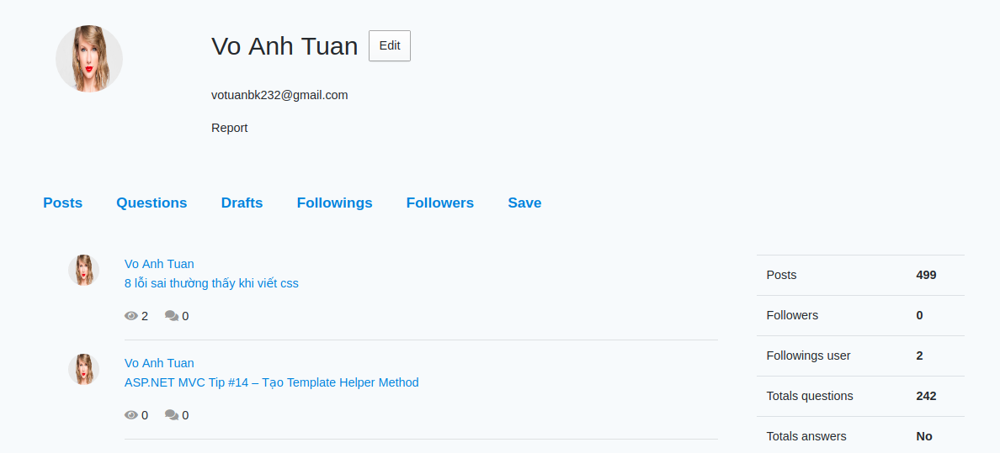 Vo Anh Tuan Edit
votuanbk232@gmail.com
Report
Posts Questions Drafts Followings Followers Save
Vo Anh Tuan
8 lỗi sai thường thấy khi viết css
2 0
Vo Anh Tuan
ASP.NET MVC Tip #14 – Tạo Template Helper Method
0 0
Posts 499
Followers 0
Followings user 2
Totals questions 242
Totals answers No